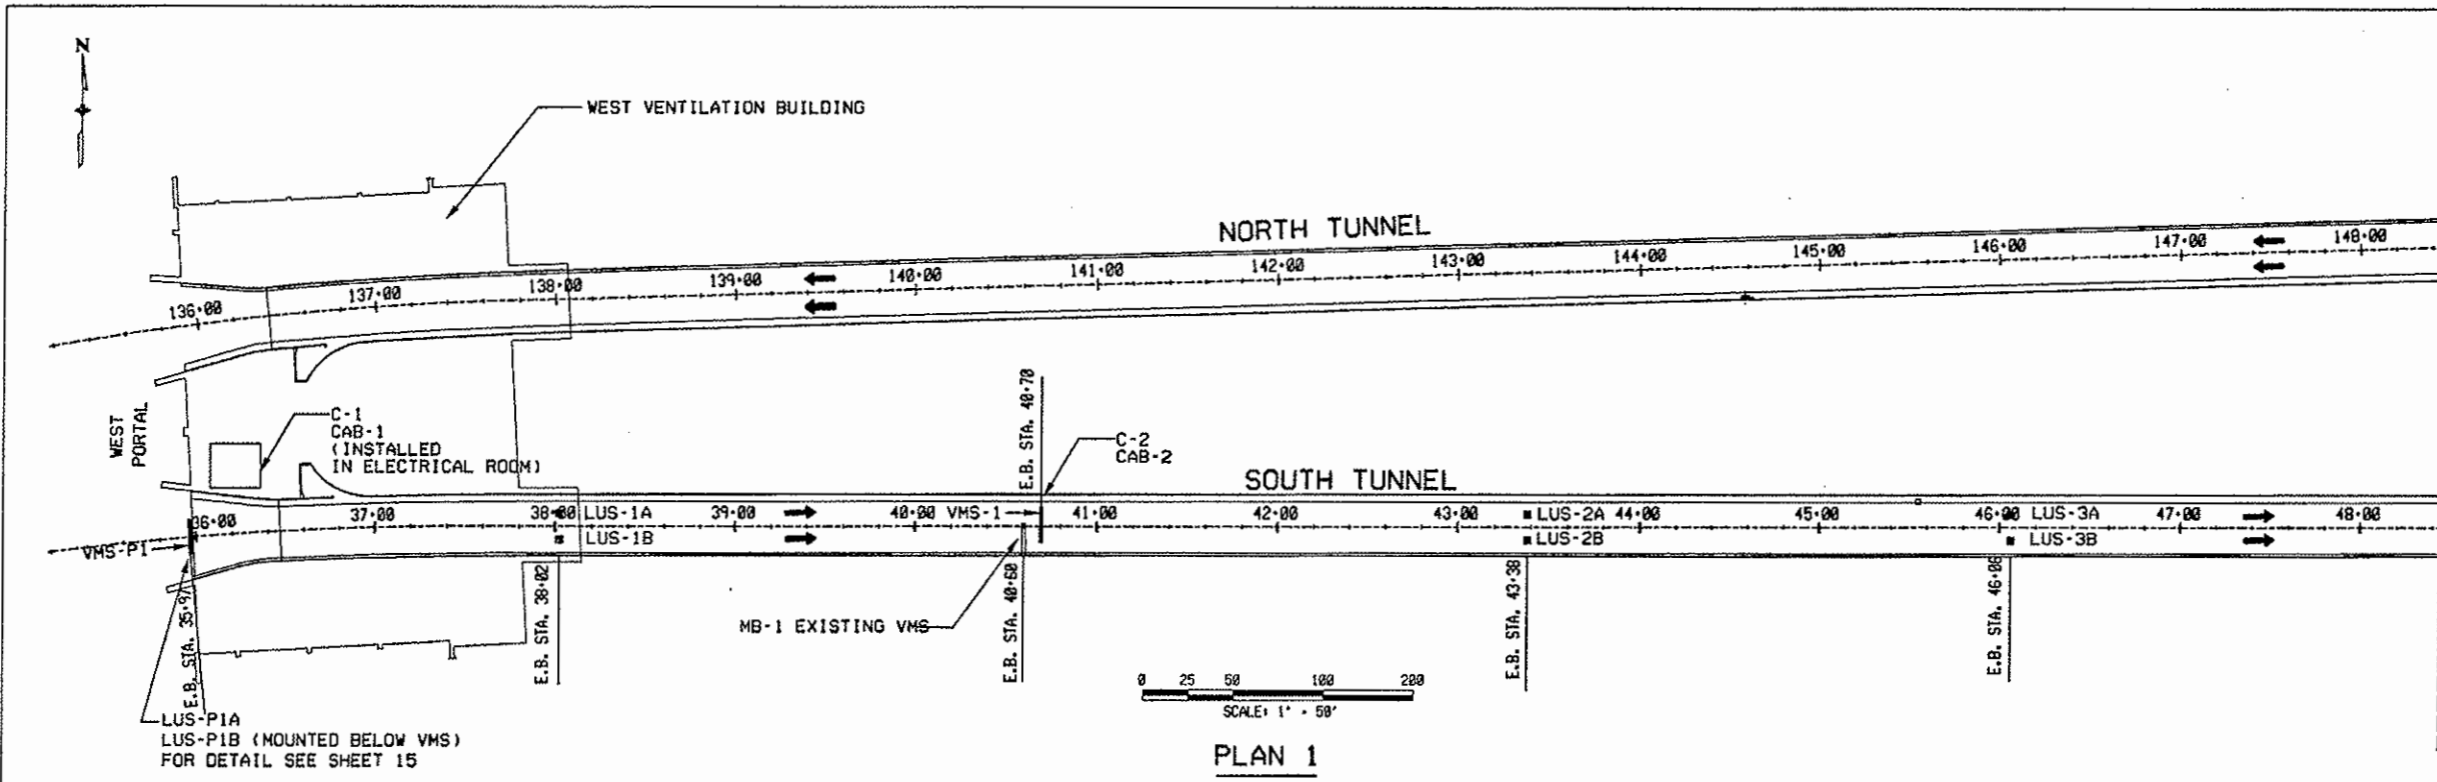 N
WEST VENTILATION BUILDING
NORTH TUNNEL
136+00
137+00
138+00
139+00
140+00
141+00
142+00
143+00
144+00
145+00
146+00
147+00
148+00
WEST
PORTAL
C-1
CAB-1
(INSTALLED
IN ELECTRICAL ROOM)
E.B. STA. 40+70
C-2
CAB-2
SOUTH TUNNEL
36+00
37+00
38+00
LUS-1A
39+00
40+00
VMS-1
41+00
42+00
43+00
LUS-2A
44+00
45+00
46+00
LUS-3A
47+00
48+00
VMS-P1
LUS-1B
LUS-2B
LUS-3B
E.B. STA. 35+97
E.B. STA. 38+02
MB-1 EXISTING VMS
E.B. STA. 40+60
E.B. STA. 43+38
E.B. STA. 46+06
LUS-P1A
LUS-P1B (MOUNTED BELOW VMS)
FOR DETAIL SEE SHEET 15
0 25 50 100 200
SCALE: 1" = 50'
PLAN 1